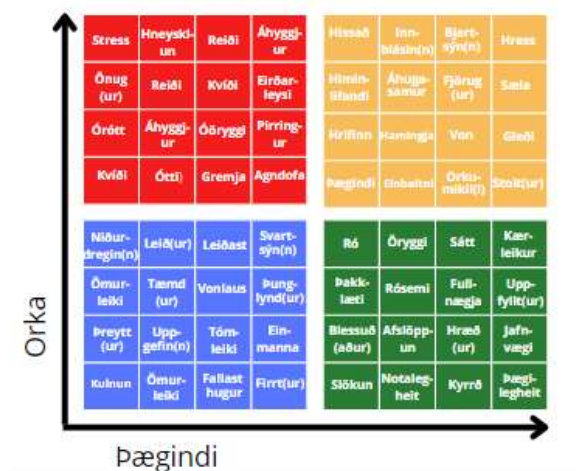 Stress Hneyksl-un Reiði Áhyggj-ur
Önug(ur) Reiði Kvíði Eirðar-leysi
Órótt Áhyggj-ur Óöryggi Pirring-ur
Kvíði Ótti) Gremja Agndofa
Hissað Inn-blásin(n) Bjart-sýn(n) Hress
Himin-lifandi Áhuga-samur Fjörug(ur) Sæla
Hrifinn Hamingja Von Gleði
Þægindi Einbeitni Orku-mikil(l) Stolt(ur)
Niður-dregin(n) Leið(ur) Leiðast Svart-sýn(n)
Ömur-leiki Tæmd(ur) Vonlaus Þung-lynd(ur)
Þreytt(ur) Upp-gefin(n) Tóm-leiki Ein-manna
Kulnun Ömur-leiki Fallast hugur Firrt(ur)
Ró Öryggi Sátt Kær-leikur
Þakk-læti Rósemi Full-nægja Upp-fyllt(ur)
Blessuð(aður) Afslöpp-un Hræð(ur) Jafn-vægi
Slökun Notaleg-heit Kyrrð Þægi-legheit
Orka
Þægindi